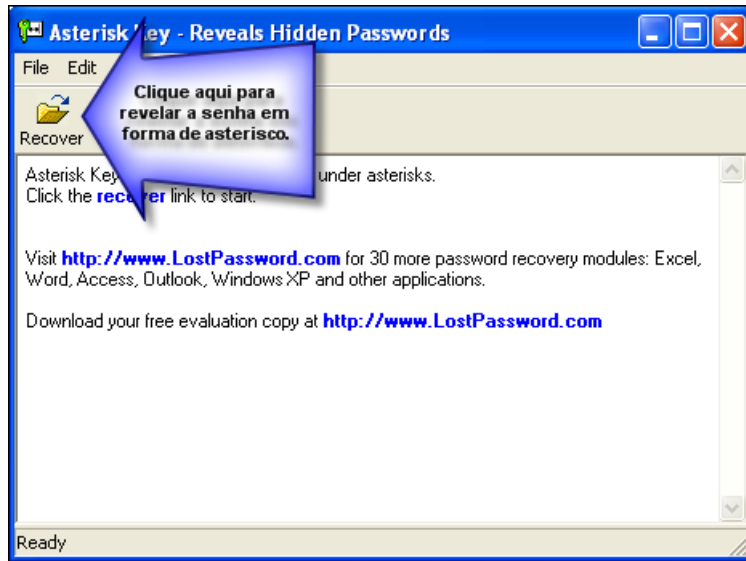 Asterisk Key - Reveals Hidden Passwords
File Edit
Clique aqui para
revelar a senha em
forma de asterisco.
Recover
Asterisk Key under asterisks.
Click the recover link to start.
Visit http://www.LostPassword.com for 30 more password recovery modules: Excel,
Word, Access, Outlook, Windows XP and other applications.
Download your free evaluation copy at http://www.LostPassword.com
Ready